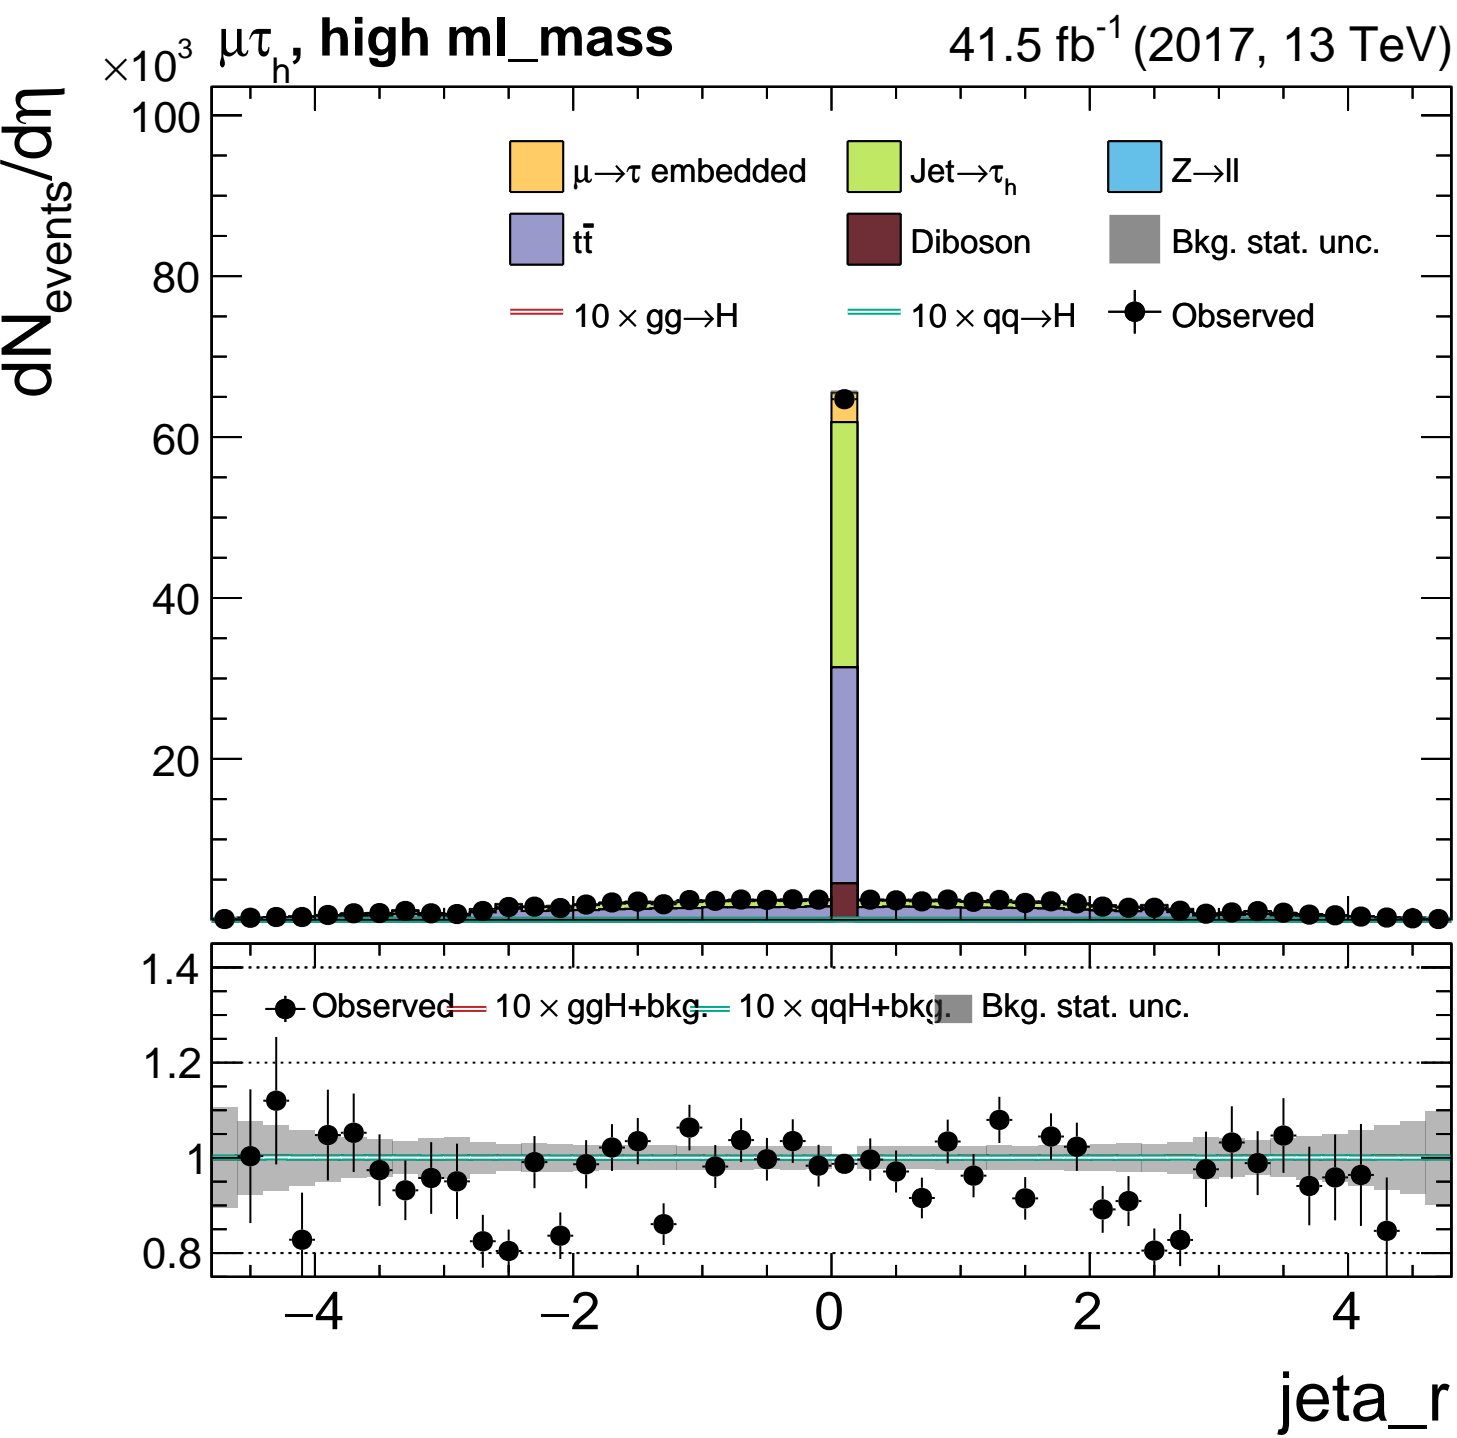 ×10³ μτₕ, high ml_mass 41.5 fb⁻¹ (2017, 13 TeV)
dN_events/dη
100
80
60
40
20
μ→τ embedded Jet→τₕ Z→ll
tt̄ Diboson Bkg. stat. unc.
10 × gg→H 10 × qq→H Observed
1.4
1.2
1
0.8
Observed 10 × ggH+bkg. 10 × qqH+bkg. Bkg. stat. unc.
−4 −2 0 2 4
jeta_r